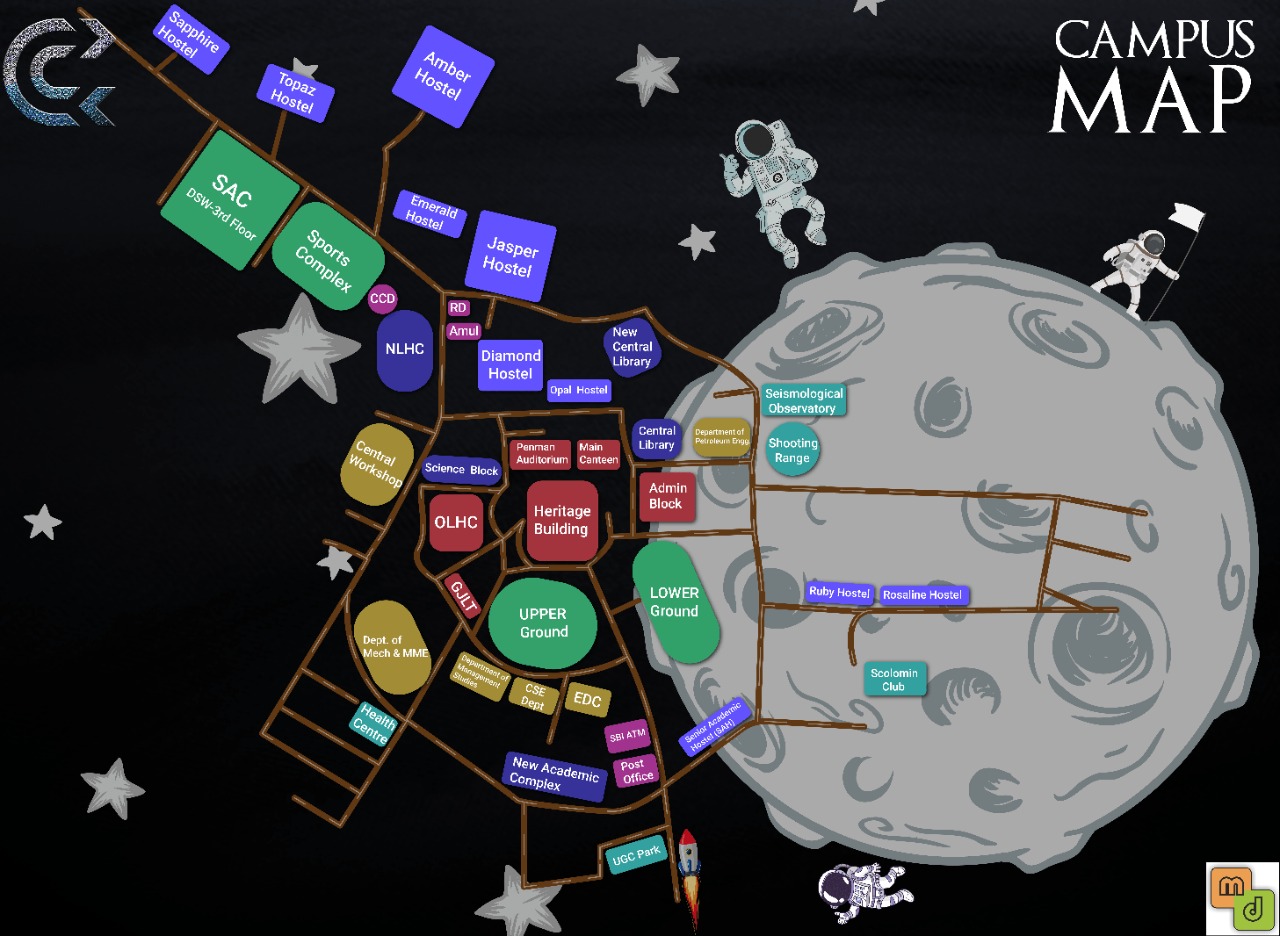 CAMPUS
MAP
Sapphire
Hostel
Topaz
Hostel
Amber
Hostel
SAC
DSW-3rd Floor
Sports
Complex
Emerald
Hostel
Jasper
Hostel
CCD
RD
Amul
NLHC
Diamond
Hostel
New
Central
Library
Opal Hostel
Seismological
Observatory
Central
Library
Department of
Petroleum Engg.
Shooting
Range
Central
Workshop
Science Block
Penman
Auditorium
Main
Canteen
Admin
Block
OLHC
Heritage
Building
GJLT
UPPER
Ground
LOWER
Ground
Ruby Hostel
Rosaline Hostel
Dept. of
Mech & MME
Department of
Management
Studies
CSE
Dept
EDC
Scolomin
Club
Health
Centre
SBI ATM
Senior Academic
Hostel (SAH)
New Academic
Complex
Post
Office
UGC Park
m
d